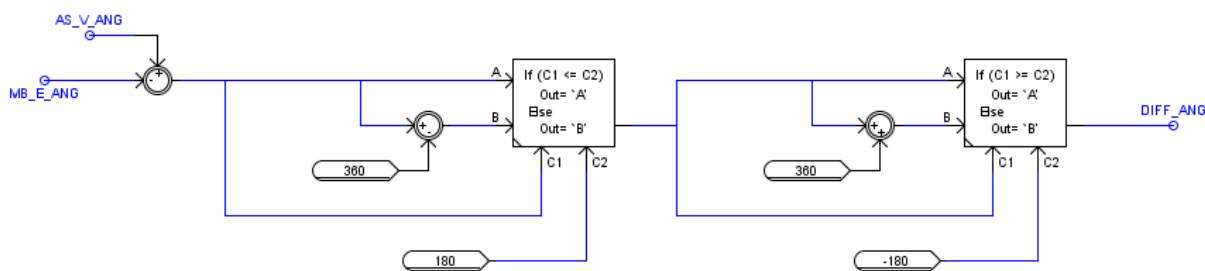 AS_V_ANG
MB_E_ANG
+
-
A
B
If (C1 <= C2)
Out= `A'
Else
Out= `B'
C1
C2
+
-
360
180
A
B
If (C1 >= C2)
Out= `A'
Else
Out= `B'
C1
C2
+
+
360
-180
DIFF_ANG